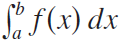 ∫ₐᵇ f(x) dx